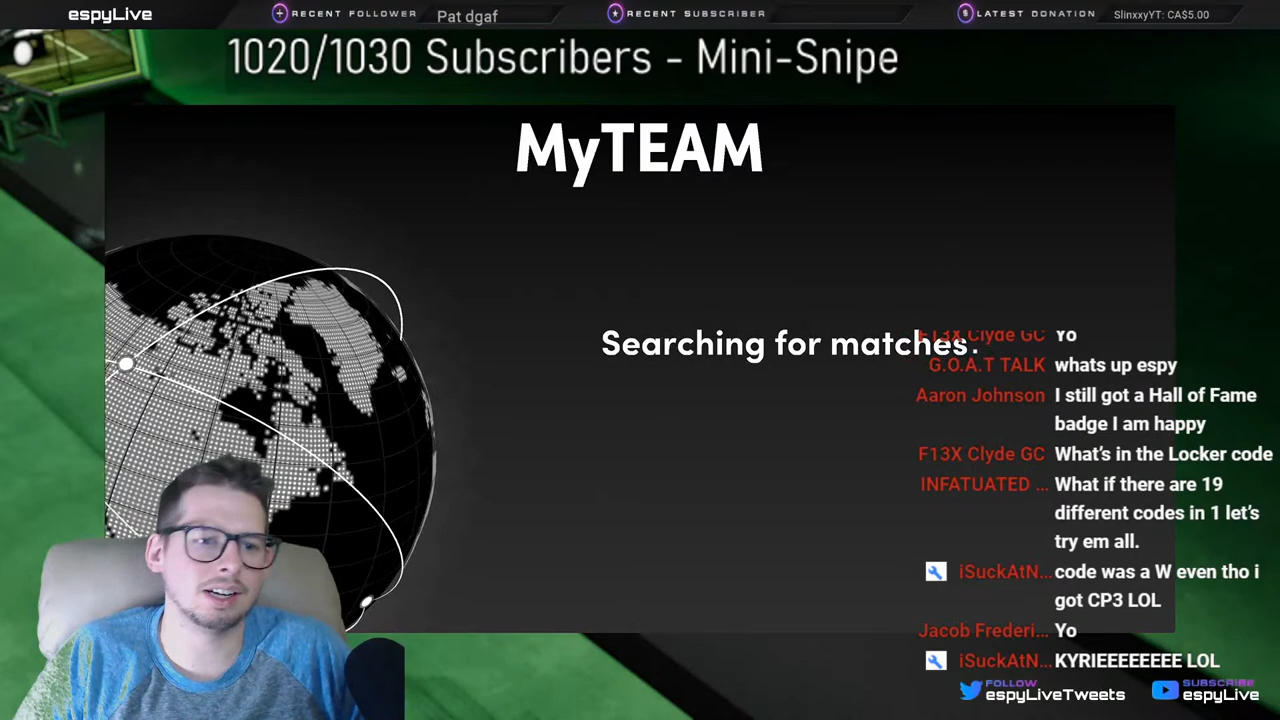 espyLive
RECENT FOLLOWER
Pat dgaf
RECENT SUBSCRIBER
LATEST DONATION
SlinxxyYT: CA$5.00
1020/1030 Subscribers - Mini-Snipe
MyTEAM
Searching for matches.
F13X Clyde GC Yo
G.O.A.T TALK whats up espy
Aaron Johnson I still got a Hall of Fame
badge I am happy
F13X Clyde GC What's in the Locker code
INFATUATED ... What if there are 19
different codes in 1 let's
try em all.
iSuckAtN... code was a W even tho i
got CP3 LOL
Jacob Frederi... Yo
iSuckAtN... KYRIEEEEEEEE LOL
FOLLOW
espyLiveTweets
SUBSCRIBE
espyLive